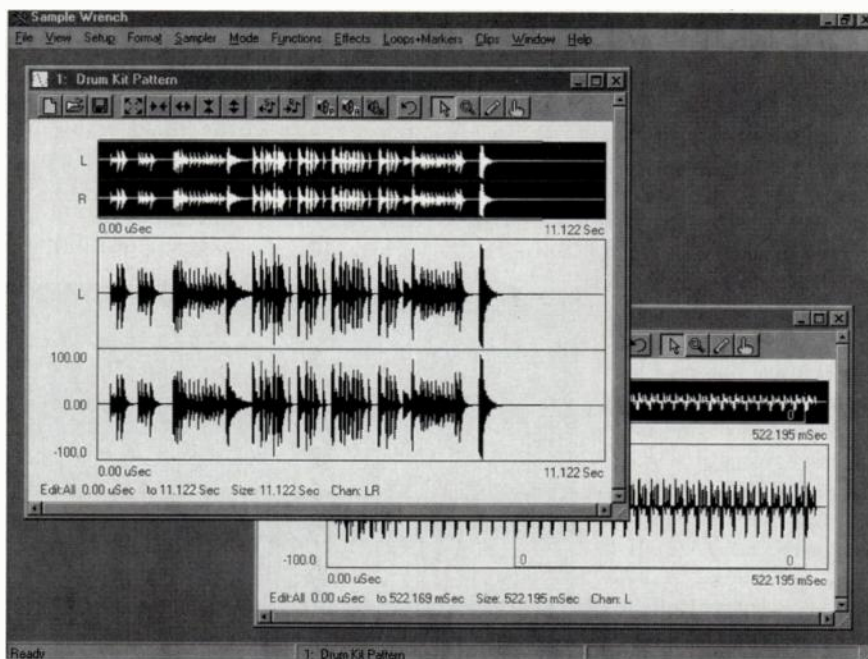 Sample Wrench
File View Setup Format Sampler Mode Functions Effects Loops+Markers Clips Window Help
1: Drum Kit Pattern
L
R
0.00 uSec 11.122 Sec
L
100.00
0.00
-100.0
0.00 uSec 11.122 Sec
Edit:All 0.00 uSec to 11.122 Sec Size: 11.122 Sec Chan: LR
0
522.195 mSec
-100.0
0 0
0.00 uSec 522.195 mSec
Edit:All 0.00 uSec to 522.169 mSec Size: 522.195 mSec Chan: L
Ready 1: Drum Kit Pattern